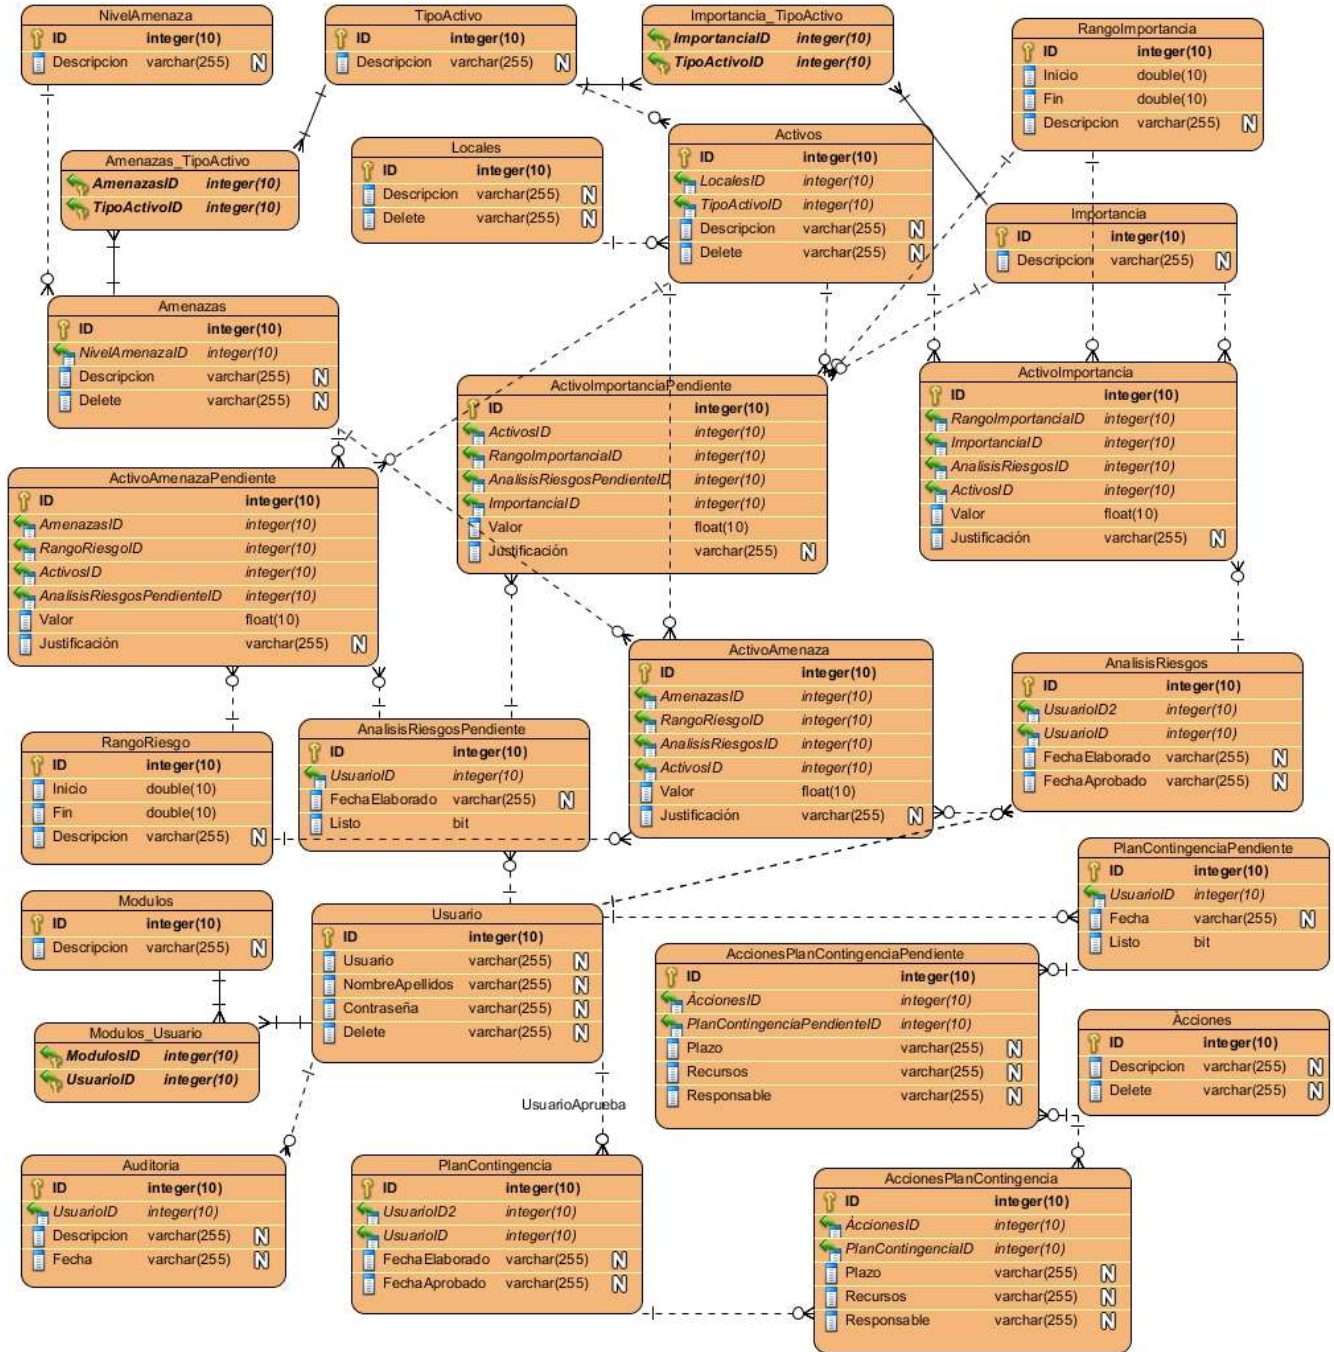 NivelAmenaza
ID integer(10)
Descripcion varchar(255) N
TipoActivo
ID integer(10)
Descripcion varchar(255) N
Importancia_TipoActivo
ImportanciaID integer(10)
TipoActivoID integer(10)
RangoImportancia
ID integer(10)
Inicio double(10)
Fin double(10)
Descripcion varchar(255) N
Amenazas_TipoActivo
AmenazasID integer(10)
TipoActivoID integer(10)
Locales
ID integer(10)
Descripcion varchar(255) N
Delete varchar(255) N
Activos
ID integer(10)
LocalesID integer(10)
TipoActivoID integer(10)
Descripcion varchar(255) N
Delete varchar(255) N
Importancia
ID integer(10)
Descripcion varchar(255) N
Amenazas
ID integer(10)
NivelAmenazaID integer(10)
Descripcion varchar(255) N
Delete varchar(255) N
ActivoImportanciaPendiente
ID integer(10)
ActivosID integer(10)
RangoImportanciaID integer(10)
AnalisisRiesgosPendienteID integer(10)
ImportanciaID integer(10)
Valor float(10)
Justificación varchar(255) N
ActivoImportancia
ID integer(10)
RangoImportanciaID integer(10)
ImportanciaID integer(10)
AnalisisRiesgosID integer(10)
ActivosID integer(10)
Valor float(10)
Justificación varchar(255) N
ActivoAmenazaPendiente
ID integer(10)
AmenazasID integer(10)
RangoRiesgoID integer(10)
ActivosID integer(10)
AnalisisRiesgosPendienteID integer(10)
Valor float(10)
Justificación varchar(255) N
ActivoAmenaza
ID integer(10)
AmenazasID integer(10)
RangoRiesgoID integer(10)
AnalisisRiesgosID integer(10)
ActivosID integer(10)
Valor float(10)
Justificación varchar(255) N
AnalisisRiesgos
ID integer(10)
UsuarioID2 integer(10)
UsuarioID integer(10)
FechaElaborado varchar(255) N
FechaAprobado varchar(255) N
RangoRiesgo
ID integer(10)
Inicio double(10)
Fin double(10)
Descripcion varchar(255) N
AnalisisRiesgosPendiente
ID integer(10)
UsuarioID integer(10)
FechaElaborado varchar(255) N
Listo bit
PlanContingenciaPendiente
ID integer(10)
UsuarioID integer(10)
Fecha varchar(255) N
Listo bit
Modulos
ID integer(10)
Descripcion varchar(255) N
Usuario
ID integer(10)
Usuario varchar(255) N
NombreApellidos varchar(255) N
Contraseña varchar(255) N
Delete varchar(255) N
AccionesPlanContingenciaPendiente
ID integer(10)
ÀccionesID integer(10)
PlanContingenciaPendienteID integer(10)
Plazo varchar(255) N
Recursos varchar(255) N
Responsable varchar(255) N
Modulos_Usuario
ModulosID integer(10)
UsuarioID integer(10)
Àcciones
ID integer(10)
Descripcion varchar(255) N
Delete varchar(255) N
UsuarioAprueba
Auditoria
ID integer(10)
UsuarioID integer(10)
Descripcion varchar(255) N
Fecha varchar(255) N
PlanContingencia
ID integer(10)
UsuarioID2 integer(10)
UsuarioID integer(10)
FechaElaborado varchar(255) N
FechaAprobado varchar(255) N
AccionesPlanContingencia
ID integer(10)
ÀccionesID integer(10)
PlanContingenciaID integer(10)
Plazo varchar(255) N
Recursos varchar(255) N
Responsable varchar(255) N